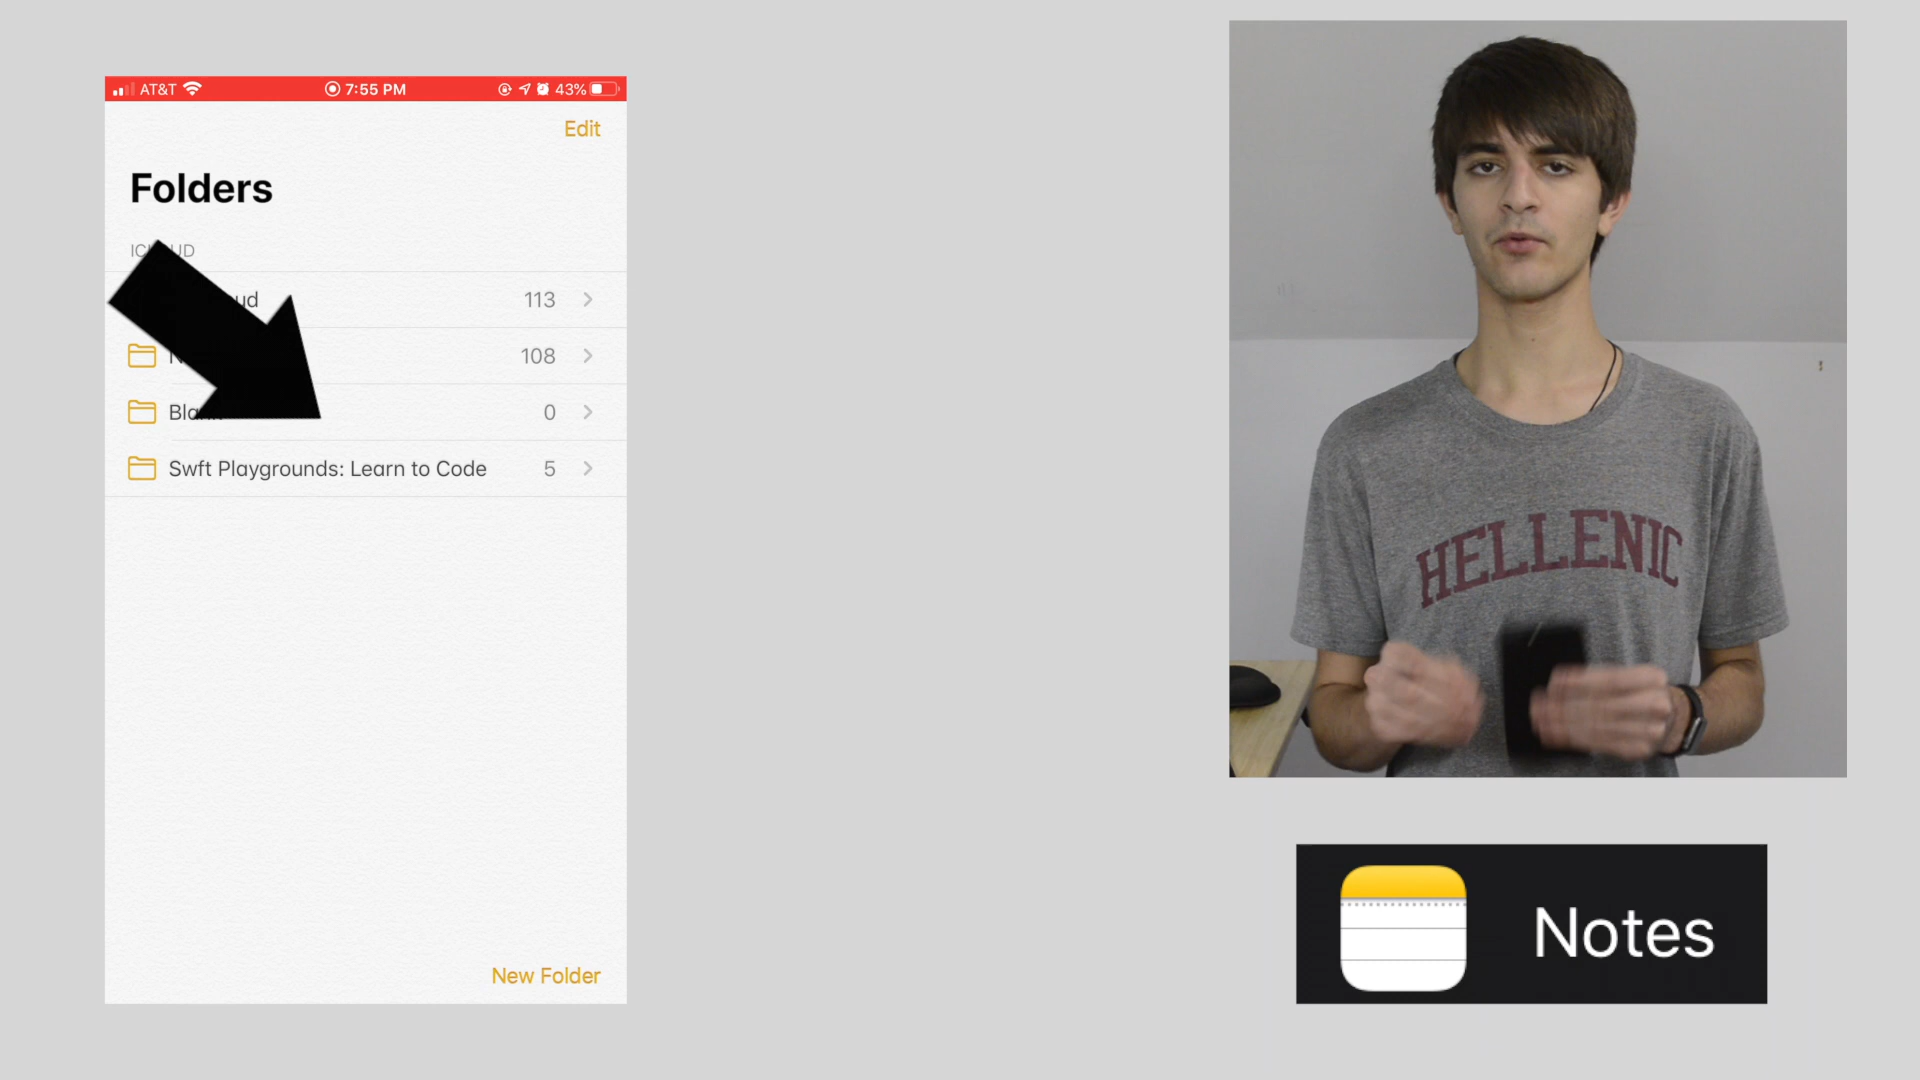 AT&T 7:55 PM 43%
Edit
Folders
113
108
0
Swft Playgrounds: Learn to Code 5
New Folder
HELLENIC
Notes